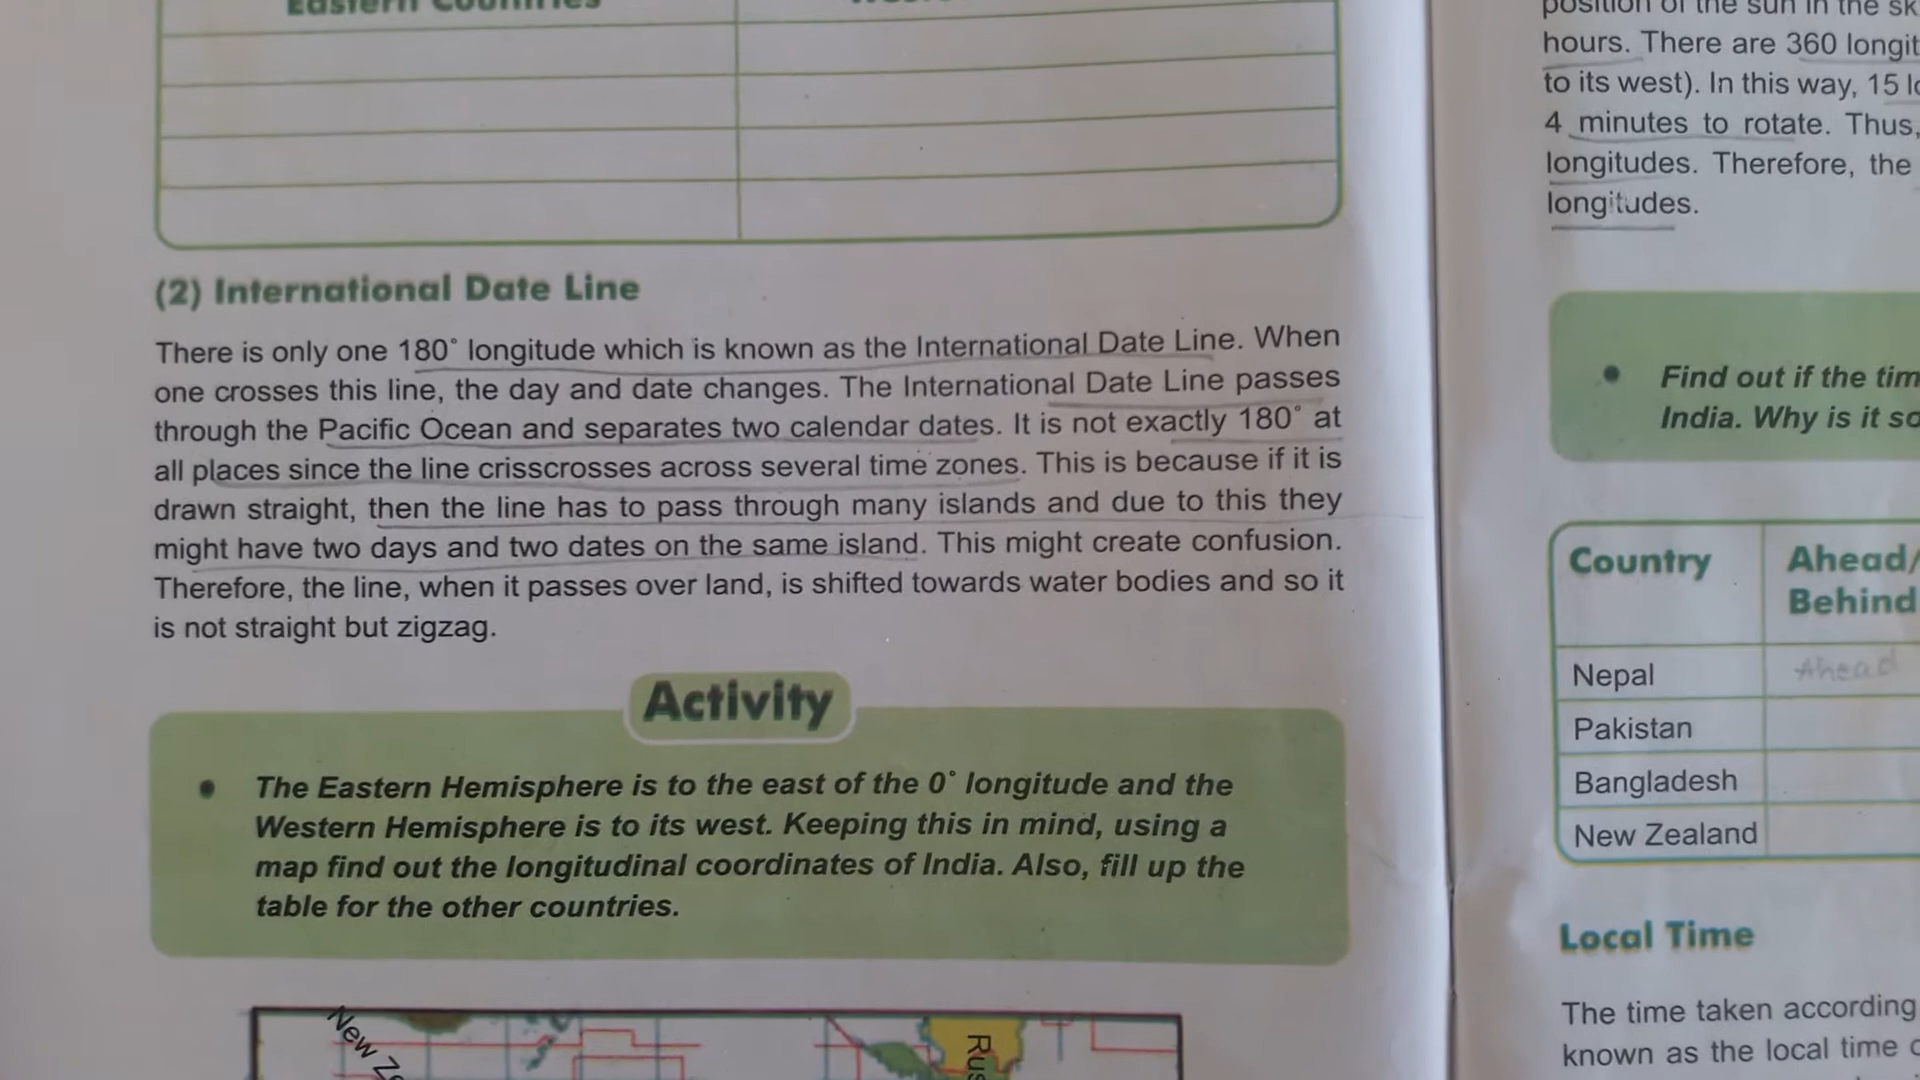 Eastern Countries
(2) International Date Line
There is only one 180° longitude which is known as the International Date Line. When
one crosses this line, the day and date changes. The International Date Line passes
through the Pacific Ocean and separates two calendar dates. It is not exactly 180° at
all places since the line crisscrosses across several time zones. This is because if it is
drawn straight, then the line has to pass through many islands and due to this they
might have two days and two dates on the same island. This might create confusion.
Therefore, the line, when it passes over land, is shifted towards water bodies and so it
is not straight but zigzag.
Activity
• The Eastern Hemisphere is to the east of the 0° longitude and the
Western Hemisphere is to its west. Keeping this in mind, using a
map find out the longitudinal coordinates of India. Also, fill up the
table for the other countries.
New
position of the sun in the
hours. There are 360
to its west). In this way, 15
4 minutes to rotate. Thus,
longitudes. Therefore, the
longitudes.
• Find out if the
India. Why is it
Country Ahead/
Behind
Nepal Ahead
Pakistan
Bangladesh
New Zealand
Local Time
The time taken according
known as the local time